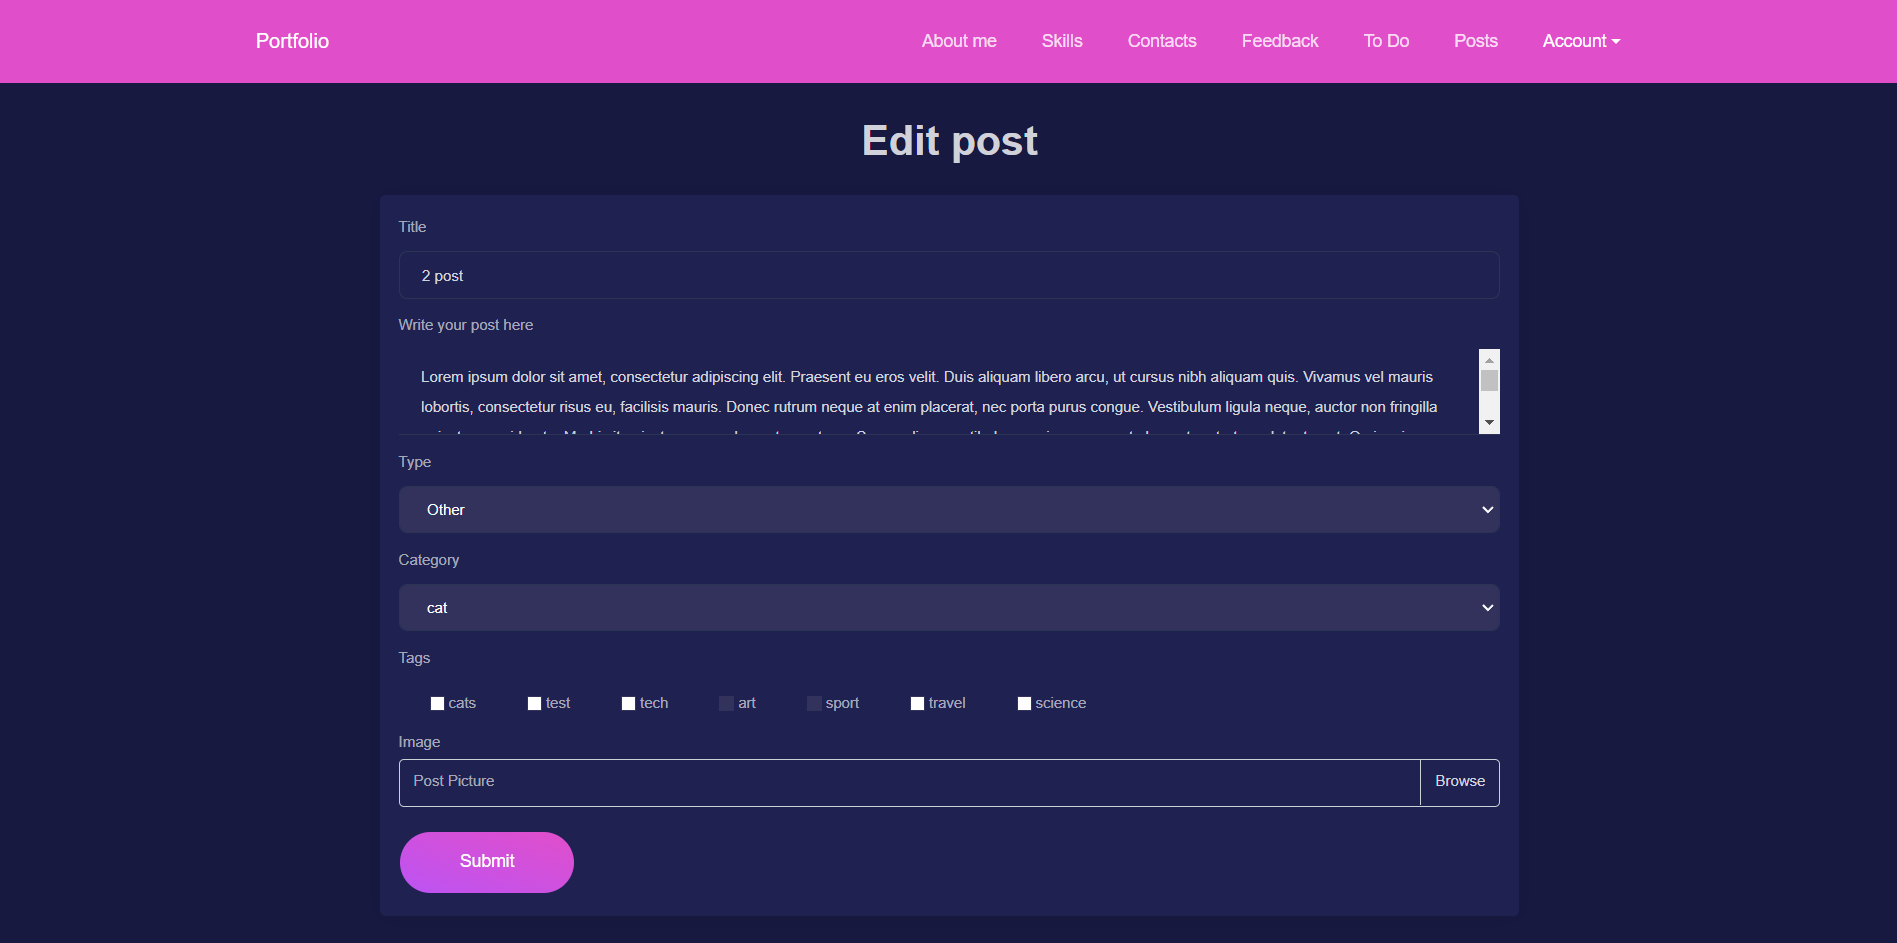 Portfolio About me Skills Contacts Feedback To Do Posts Account
Edit post
Title
2 post
Write your post here
Lorem ipsum dolor sit amet, consectetur adipiscing elit. Praesent eu eros velit. Duis aliquam libero arcu, ut cursus nibh aliquam quis. Vivamus vel mauris
lobortis, consectetur risus eu, facilisis mauris. Donec rutrum neque at enim placerat, nec porta purus congue. Vestibulum ligula neque, auctor non fringilla
Type
Other
Category
cat
Tags
cats test tech art sport travel science
Image
Post Picture Browse
Submit